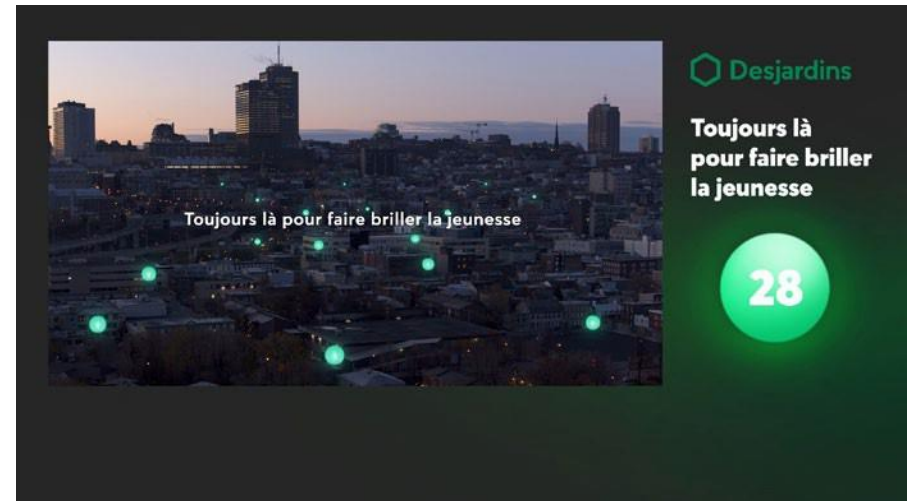 Toujours là pour faire briller la jeunesse
Desjardins
Toujours là
pour faire briller
la jeunesse
28